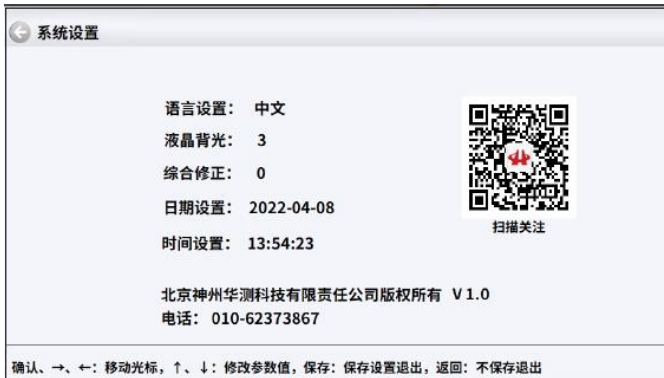 系统设置
语言设置： 中文
液晶背光： 3
综合修正： 0
日期设置： 2022-04-08
时间设置： 13:54:23
扫描关注
北京神州华测科技有限责任公司版权所有 V1.0
电话： 010-62373867
确认、→、←：移动光标，↑、↓：修改参数值，保存：保存设置退出，返回：不保存退出